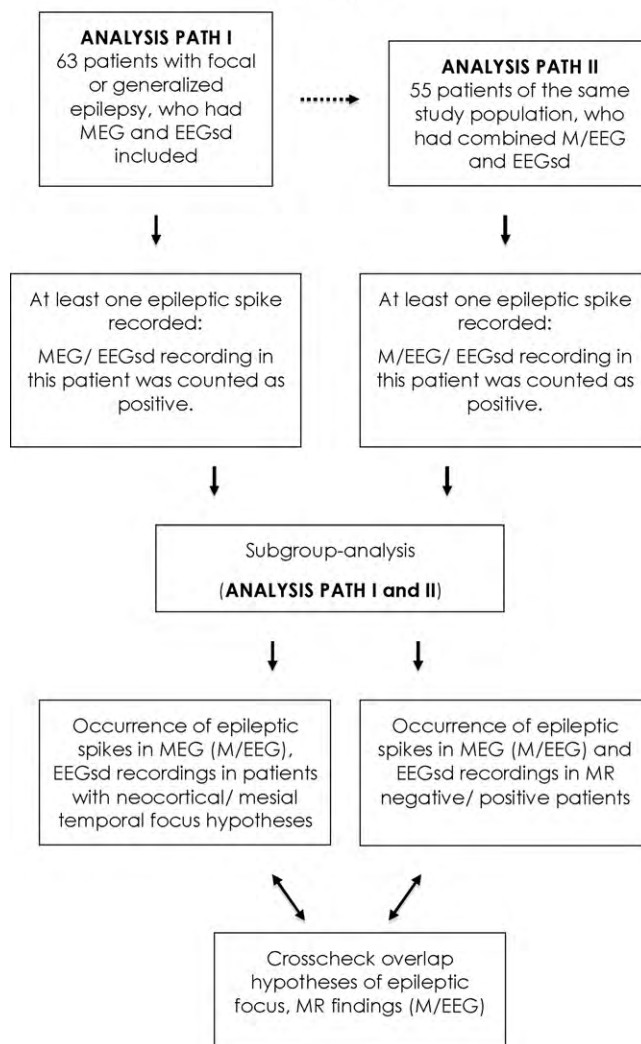 ANALYSIS PATH I
63 patients with focal
or generalized
epilepsy, who had
MEG and EEGsd
included
ANALYSIS PATH II
55 patients of the same
study population, who
had combined M/EEG
and EEGsd
At least one epileptic spike
recorded:
MEG/ EEGsd recording in
this patient was counted as
positive.
At least one epileptic spike
recorded:
M/EEG/ EEGsd recording in
this patient was counted as
positive.
Subgroup-analysis
(ANALYSIS PATH I and II)
Occurrence of epileptic
spikes in MEG (M/EEG),
EEGsd recordings in patients
with neocortical/ mesial
temporal focus hypotheses
Occurrence of epileptic
spikes in MEG (M/EEG) and
EEGsd recordings in MR
negative/ positive patients
Crosscheck overlap
hypotheses of epileptic
focus, MR findings (M/EEG)